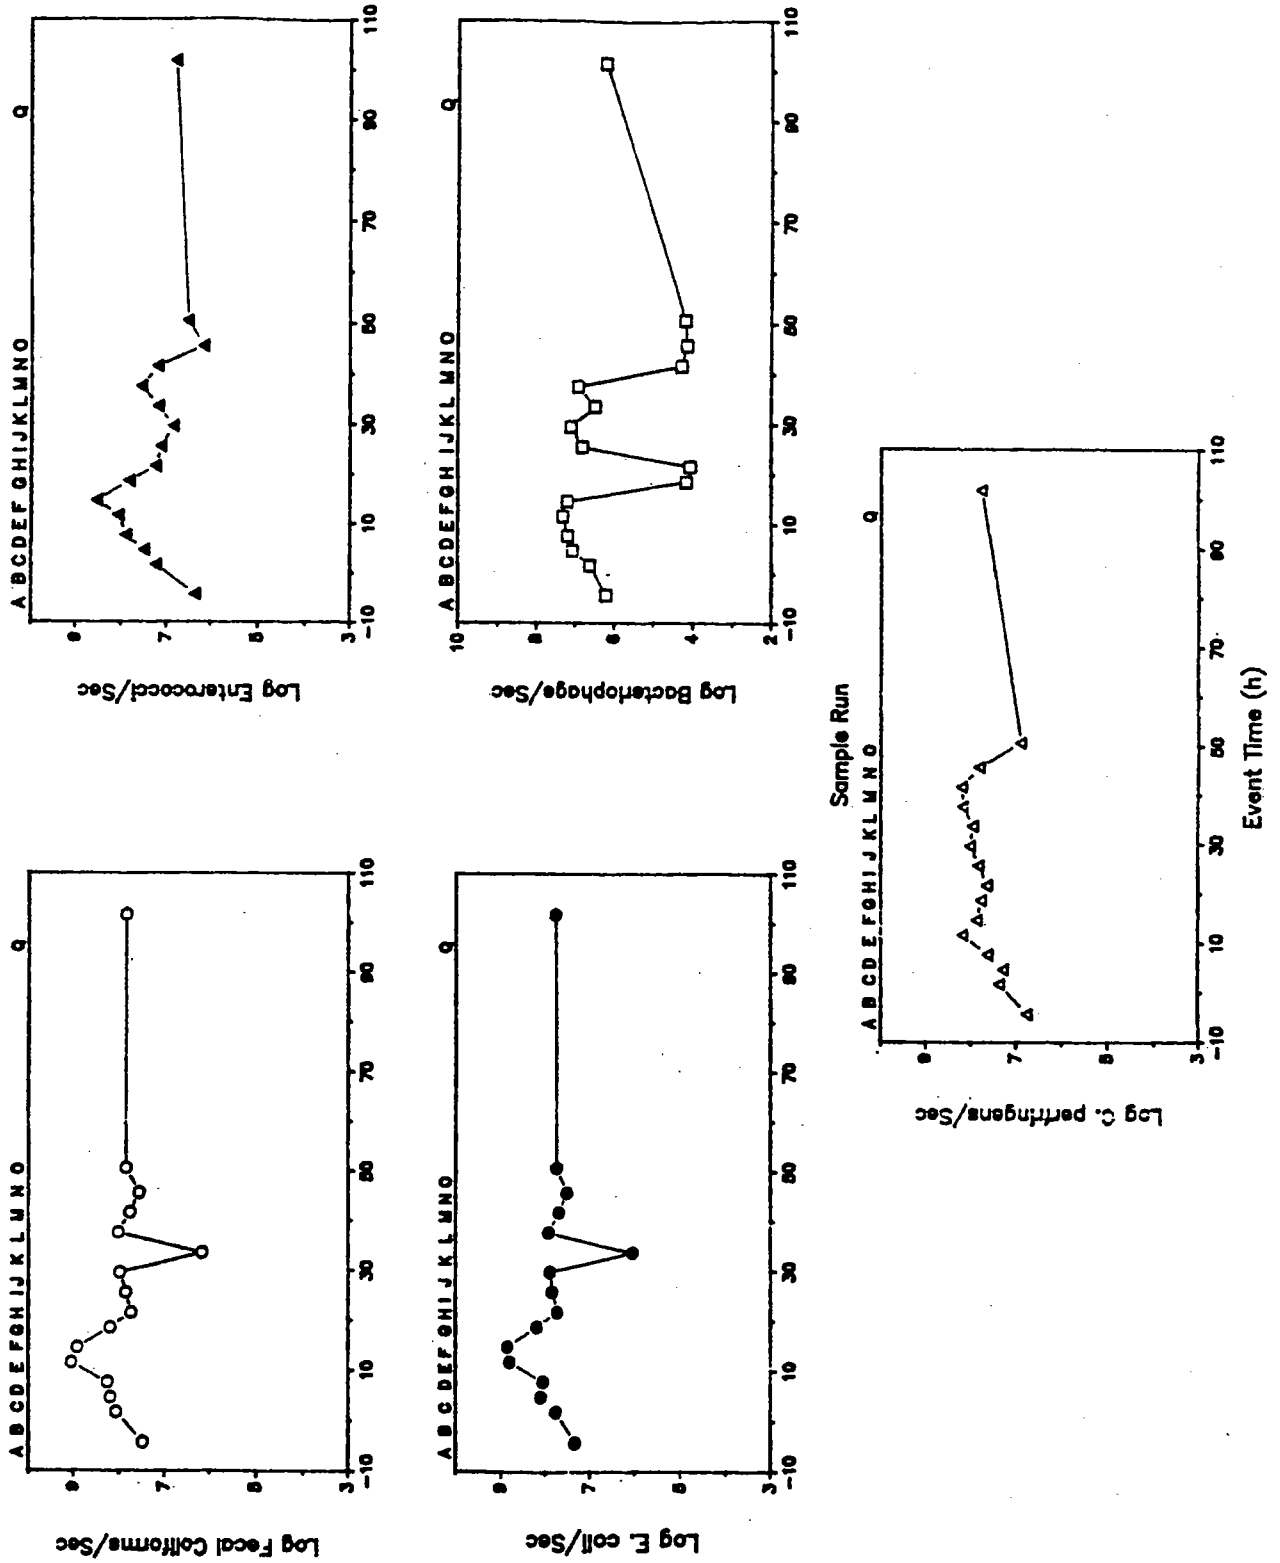 A B C D E F G H I J K L M N O Q
Log Fecal Coliforms/Sec
9
7
5
3
-10 10 30 50 70 90 110
A B C D E F G H I J K L M N O Q
Log E. coli/Sec
9
7
5
3
-10 10 30 50 70 90 110
A B C D E F G H I J K L M N O Q
Log Enterococci/Sec
9
7
5
3
-10 10 30 50 70 90 110
A B C D E F G H I J K L M N O Q
Log Bacteriophage/Sec
10
8
6
4
2
-10 10 30 50 70 90 110
Sample Run
A B C D E F G H I J K L M N O Q
Log C. perfringens/Sec
9
7
5
3
-10 10 30 50 70 90 110
Event Time (h)